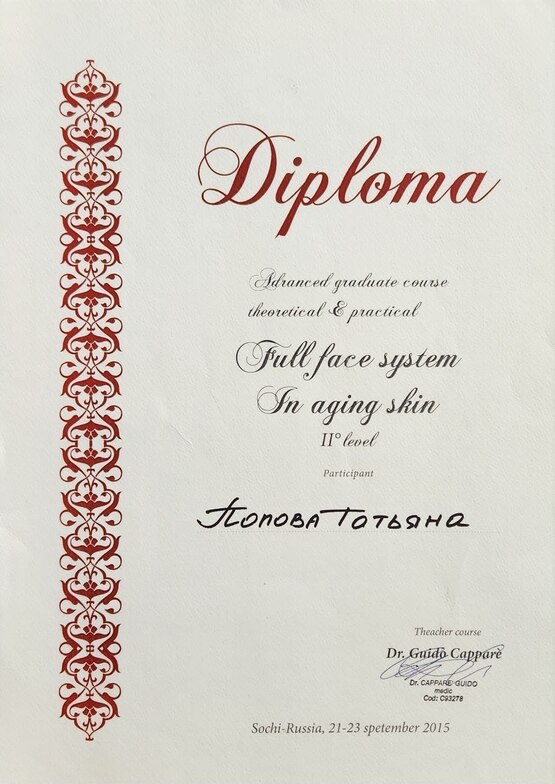 Diploma
Advanced graduate course
theoretical & practical
Full face system
In aging skin
II° level
Participant
Попова Татьяна
Theacher course
Dr. Guido Cappare
Dr. CAPPARE GUIDO
medic
Cod: C93278
Sochi-Russia, 21-23 spetember 2015